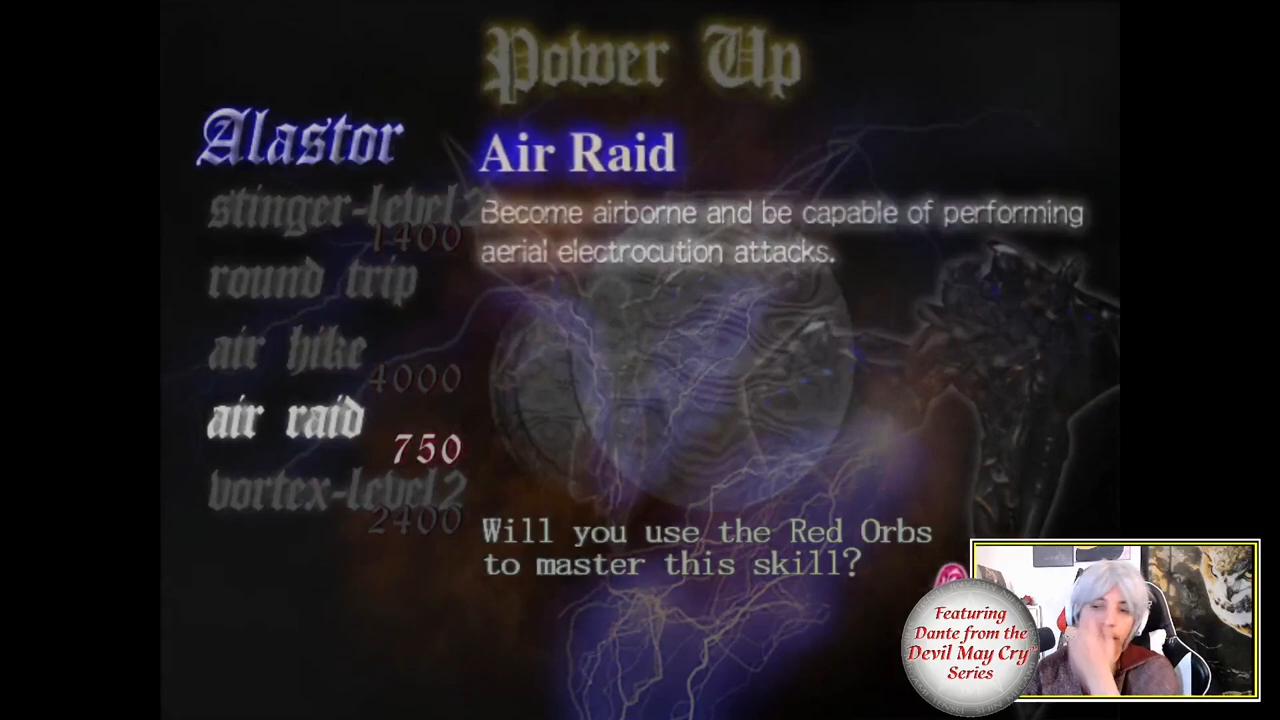 Power Up
Alastor
stinger-level2
1400
round trip
air hike
4000
air raid
750
vortex-level2
2400
Air Raid
Become airborne and be capable of performing
aerial electrocution attacks.
Will you use the Red Orbs
to master this skill?
Featuring
Dante from the
Devil May Cry™
Series